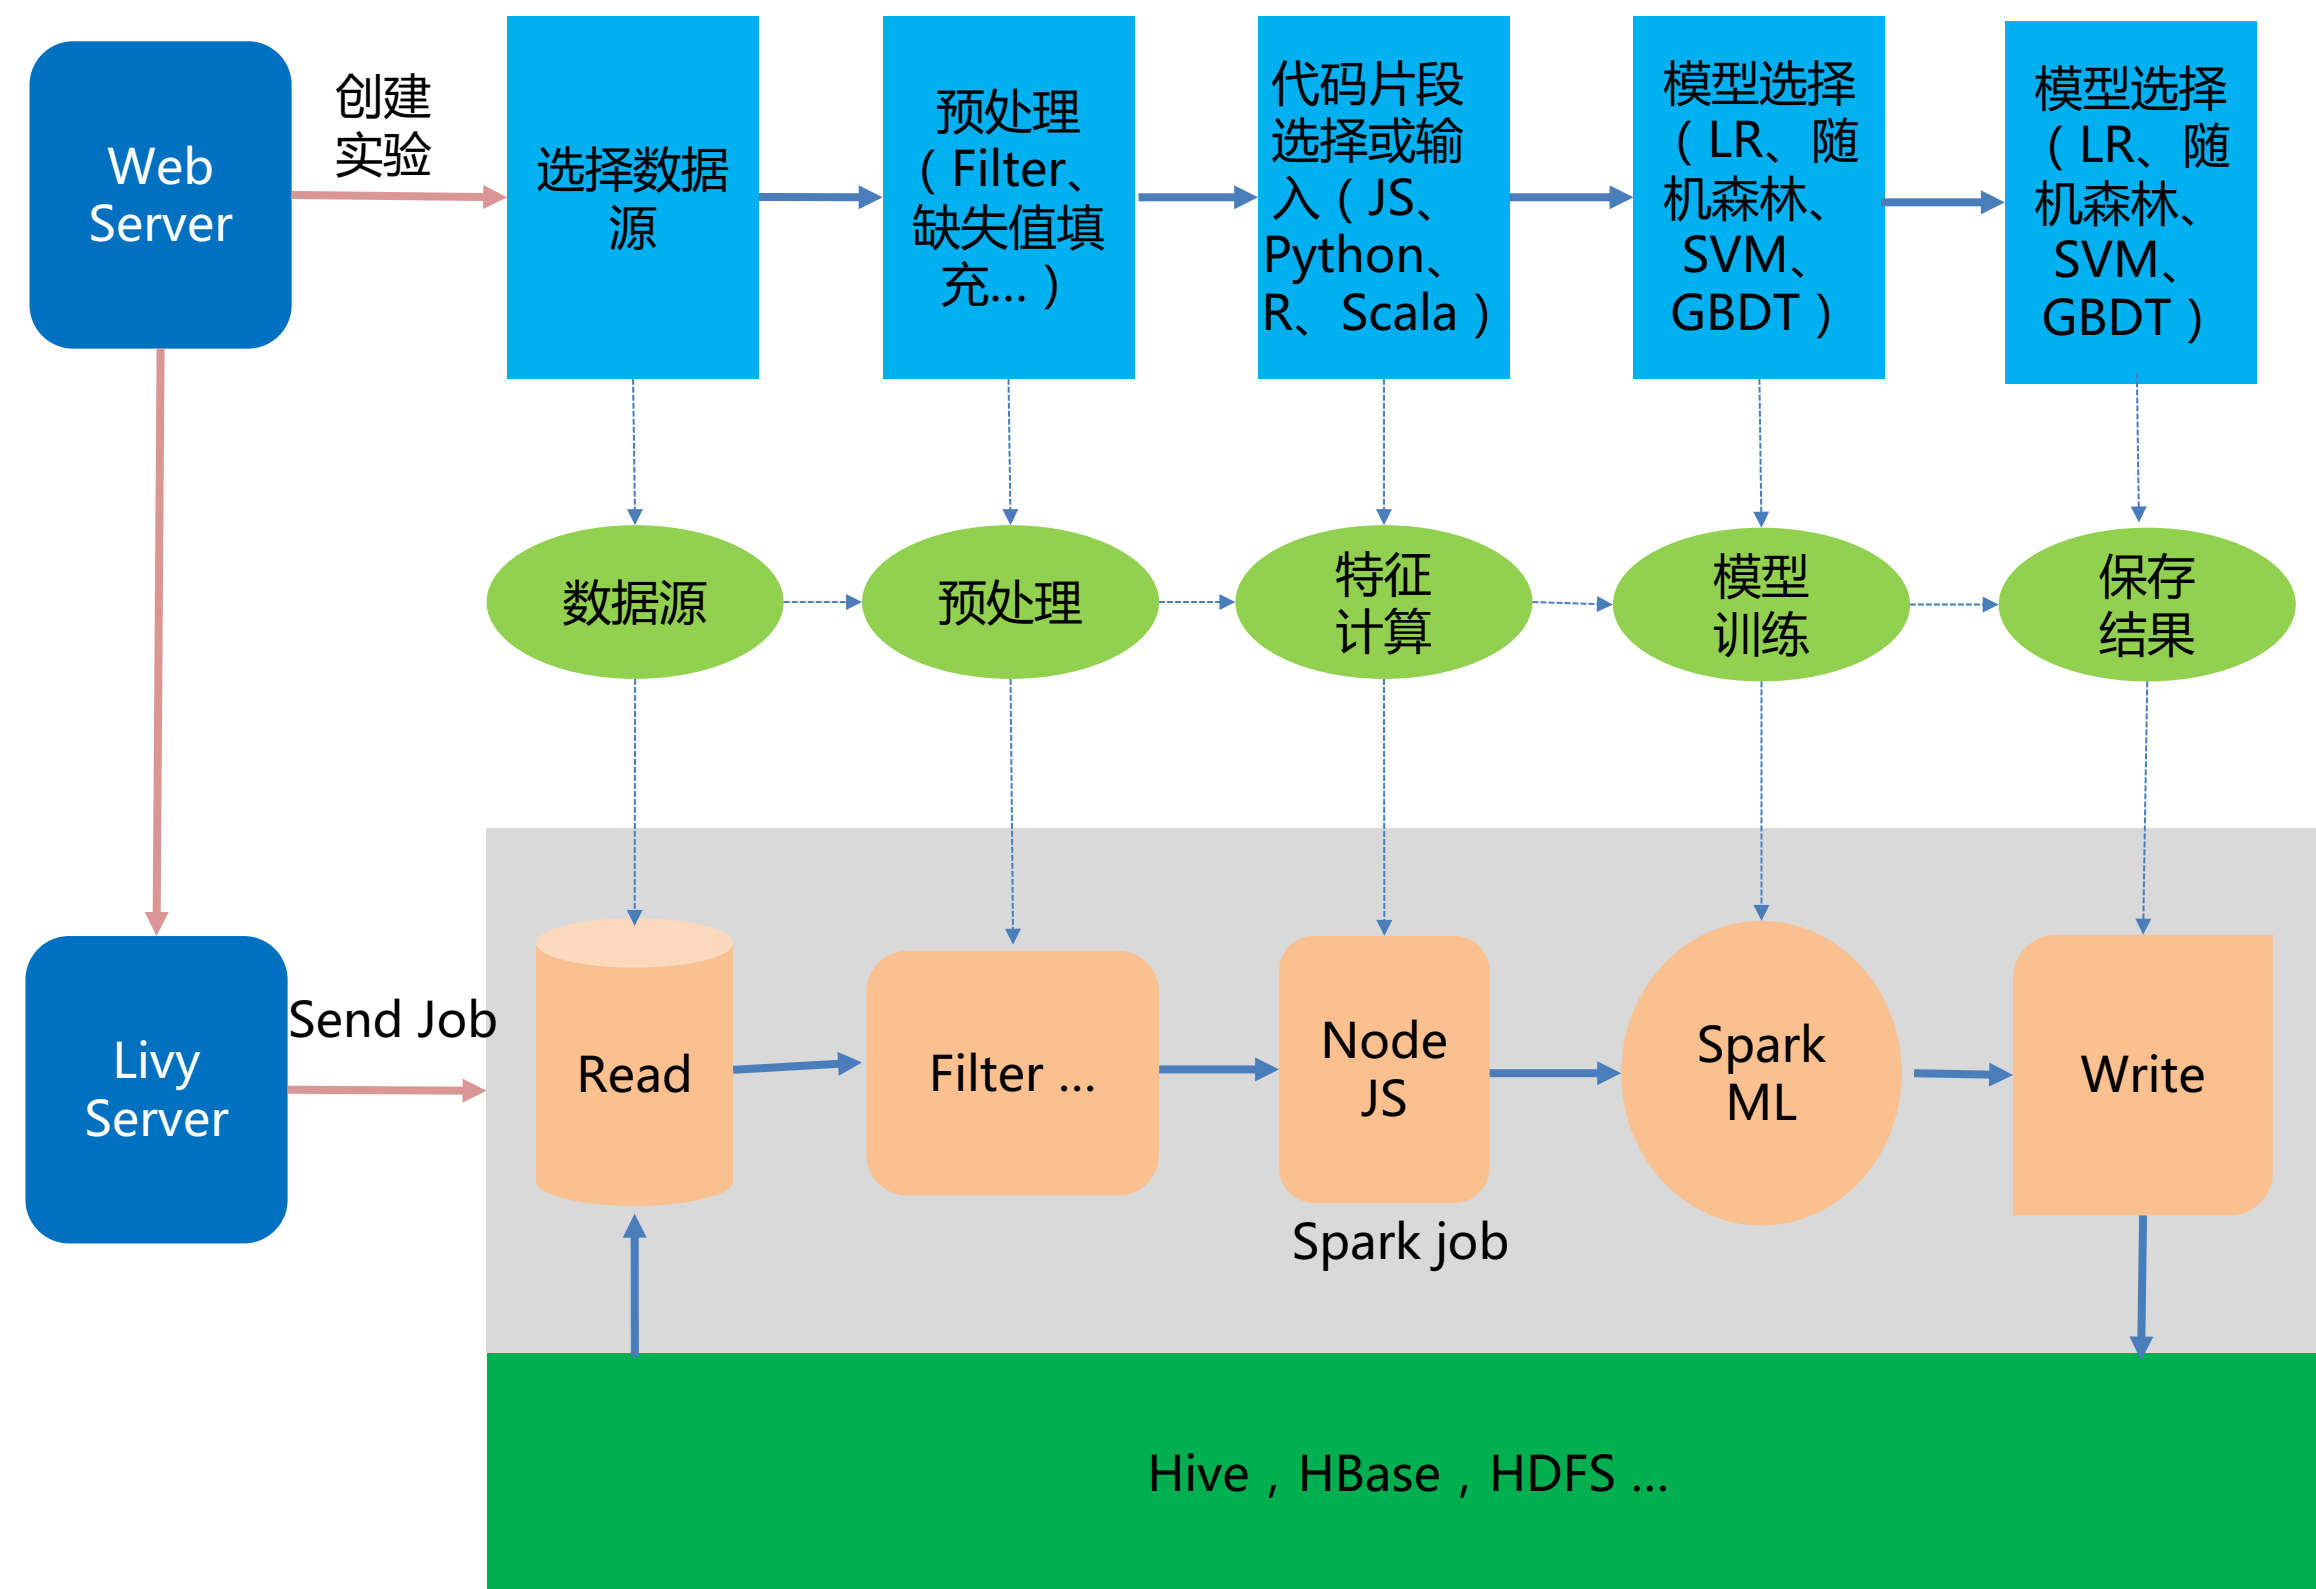 Web
Server
创建
实验
选择数据
源
预处理
（Filter、
缺失值填
充…）
代码片段
选择或输
入（JS、
Python、
R、Scala）
模型选择
（LR、随
机森林、
SVM、
GBDT）
模型选择
（LR、随
机森林、
SVM、
GBDT）
数据源
预处理
特征
计算
模型
训练
保存
结果
Livy
Server
Send Job
Read
Filter …
Node
JS
Spark
ML
Write
Spark job
Hive，HBase，HDFS …